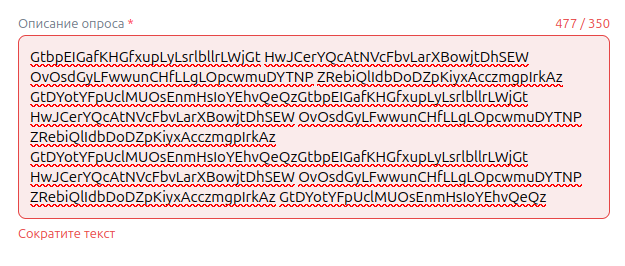 Описание опроса * 477 / 350
GtbpEIGafKHGfxupLyLsrlbllrLWjGt HwJCerYQcAtNVcFbvLarXBowjtDhSEW
OvOsdGyLFwwunCHfLLgLOpcwmuDYTNP ZRebiQlIdbDoDZpKiyxAcczmgpIrkAz
GtDYotYFpUclMUOsEnmHsIoYEhvQeQzGtbpEIGafKHGfxupLyLsrlbllrLWjGt
HwJCerYQcAtNVcFbvLarXBowjtDhSEW OvOsdGyLFwwunCHfLLgLOpcwmuDYTNP
ZRebiQlIdbDoDZpKiyxAcczmgpIrkAz
GtDYotYFpUclMUOsEnmHsIoYEhvQeQzGtbpEIGafKHGfxupLyLsrlbllrLWjGt
HwJCerYQcAtNVcFbvLarXBowjtDhSEW OvOsdGyLFwwunCHfLLgLOpcwmuDYTNP
ZRebiQlIdbDoDZpKiyxAcczmgpIrkAz GtDYotYFpUclMUOsEnmHsIoYEhvQeQz
Сократите текст